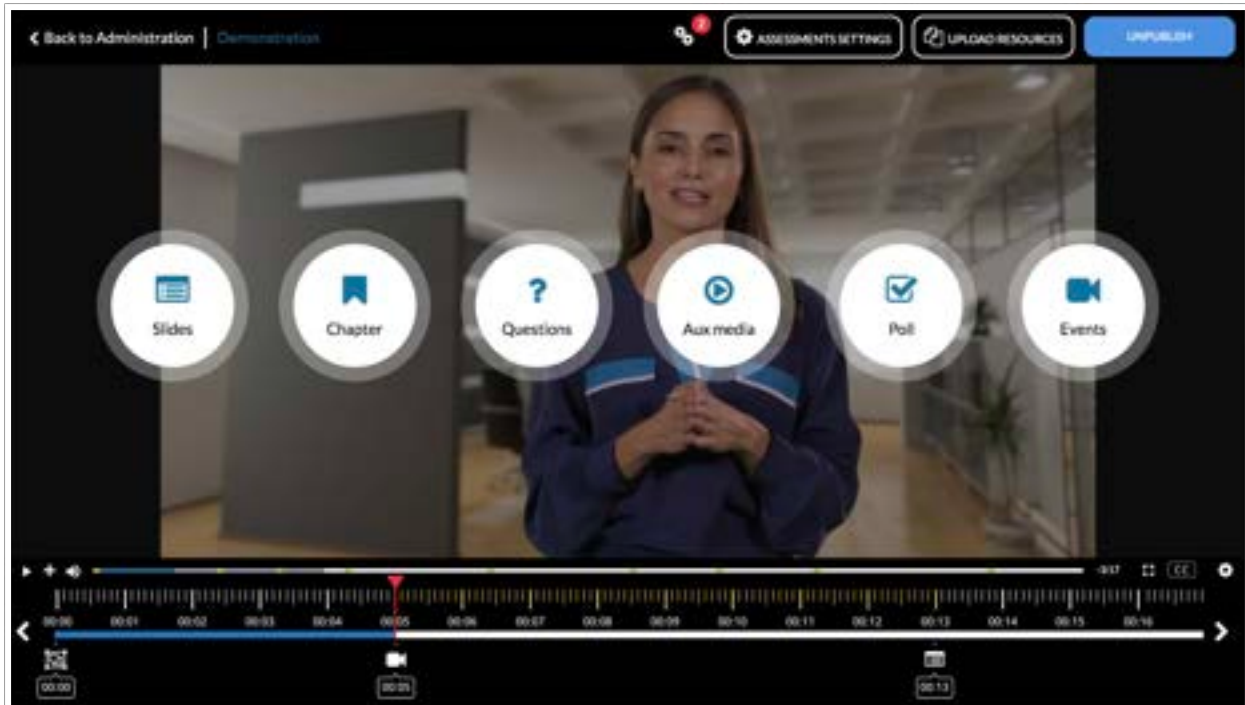 Back to Administration | Demonstration
2
ASSESSMENTS SETTINGS
UPLOAD RESOURCES
UNPUBLISH
Slides
Chapter
Questions
Aux media
Poll
Events
CC
00:00 00:01 00:02 00:03 00:04 00:05 00:06 00:07 00:08 00:09 00:10 00:11 00:12 00:13 00:14 00:15 00:16
00:00 00:05 00:13